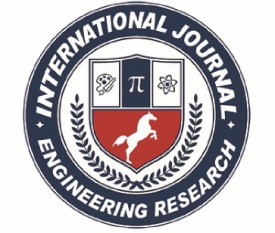 INTERNATIONAL JOURNAL
π
ENGINEERING RESEARCH